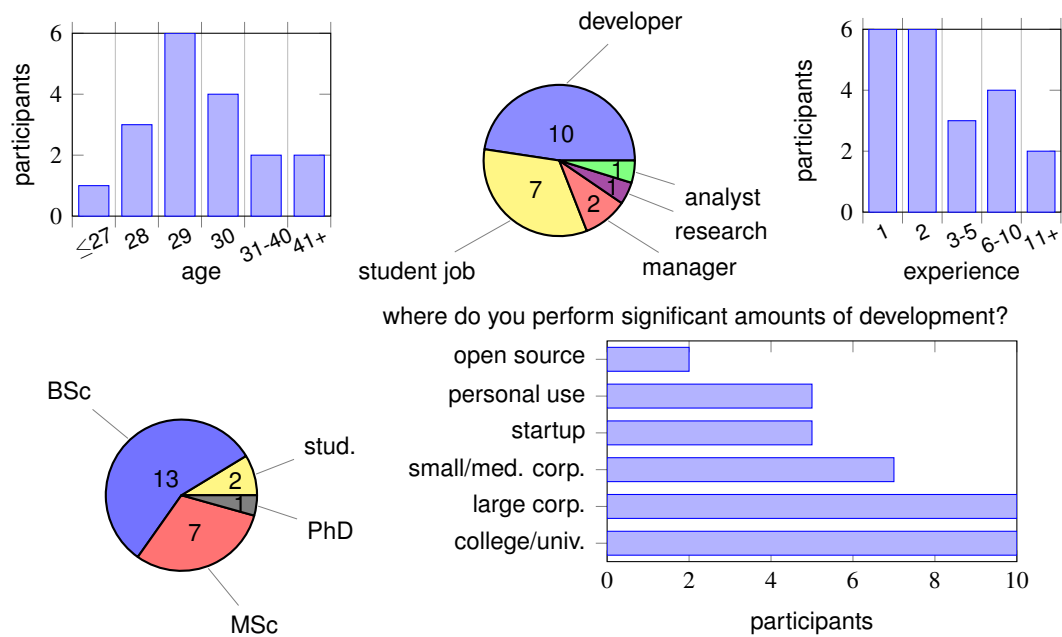 participants
6
4
2
0
≤27
28
29
30
31-40
41+
age
developer
10
1
analyst
1
research
2
manager
7
student job
participants
6
4
2
0
1
2
3-5
6-10
11+
experience
BSc
13
stud.
2
1
PhD
7
MSc
where do you perform significant amounts of development?
open source
personal use
startup
small/med. corp.
large corp.
college/univ.
0 2 4 6 8 10
participants